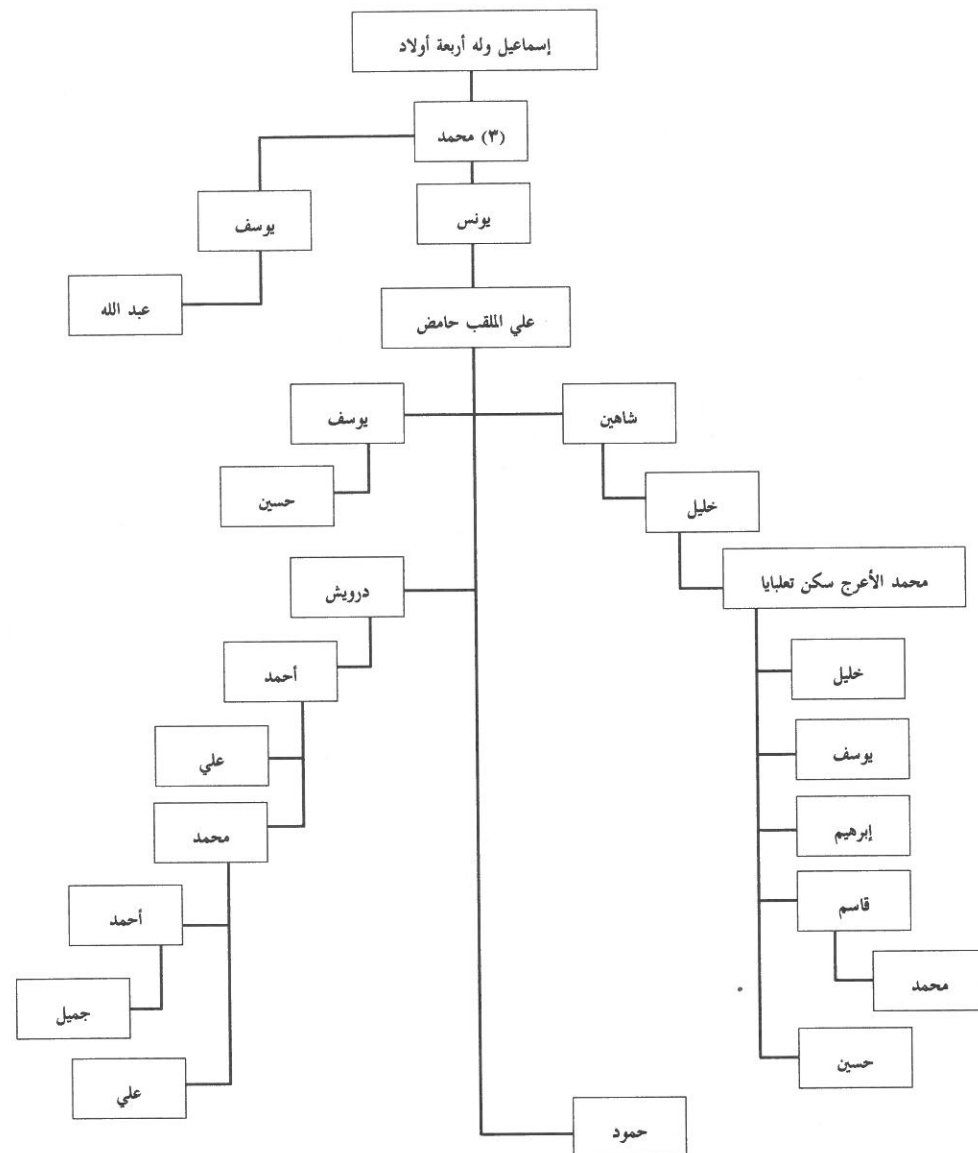 إسماعيل وله أربعة أولاد
(٣) محمد
يونس
يوسف
عبد الله
علي الملقب حامض
شاهين
يوسف
حسين
خليل
محمد الأعرج سكن تعلبايا
درويش
خليل
أحمد
يوسف
علي
إبرهيم
محمد
قاسم
أحمد
محمد
جميل
حسين
علي
حمود